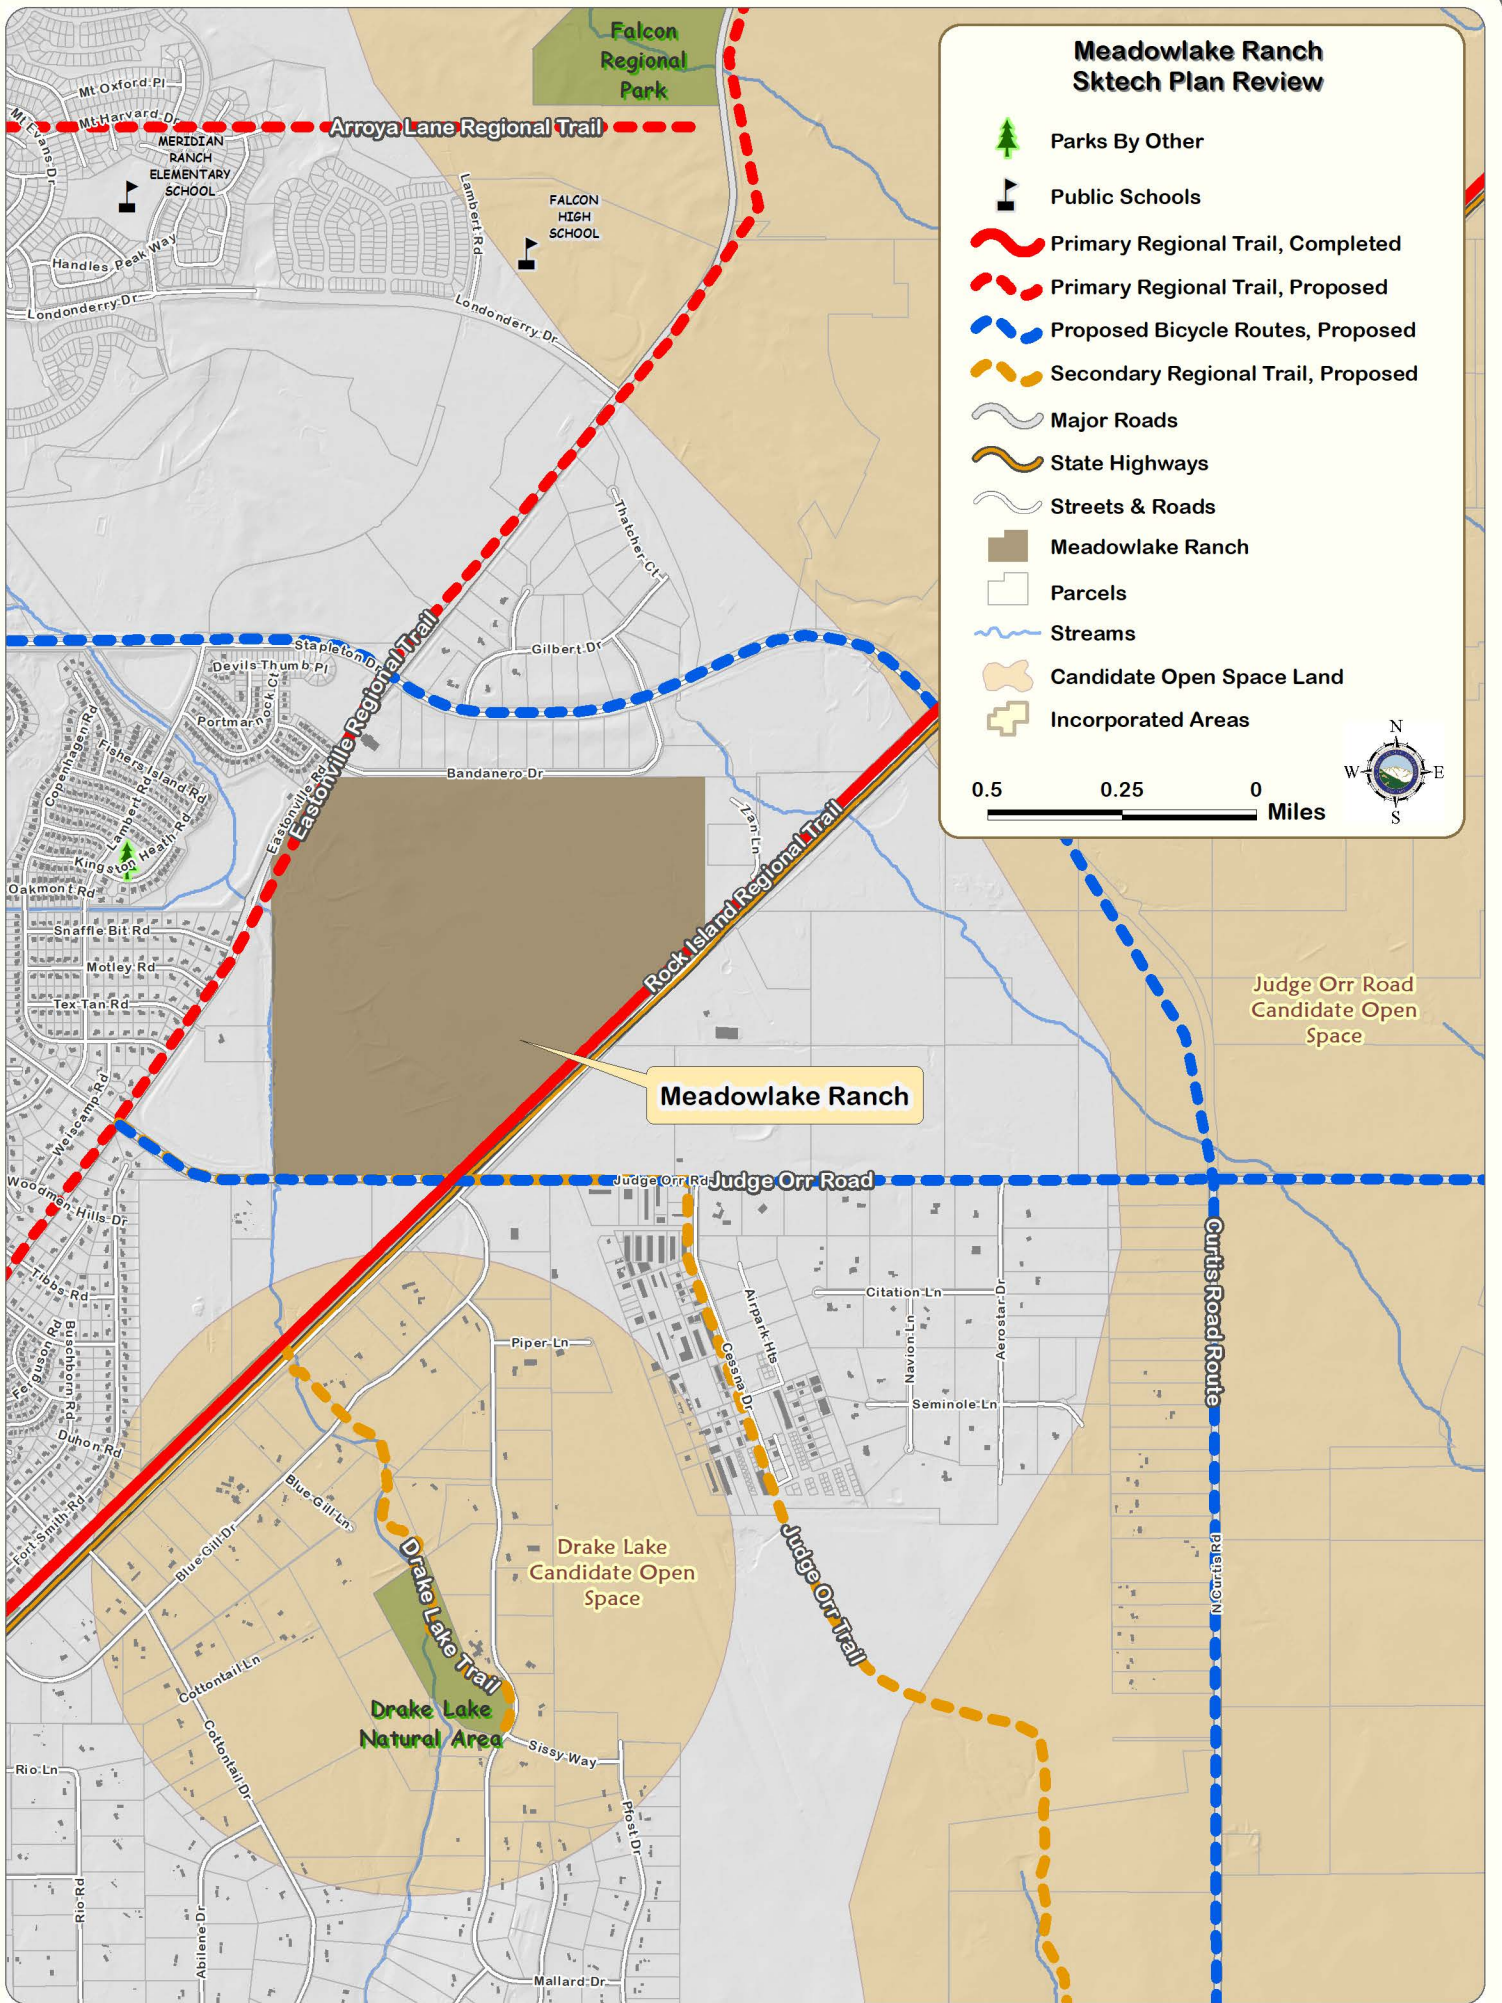 Falcon
Regional
Park
Mt Oxford Pl
Mt Harvard Dr
Mt Evans Dr
Arroya Lane Regional Trail
MERIDIAN
RANCH
ELEMENTARY
SCHOOL
Lambert Rd
FALCON
HIGH
SCHOOL
Handles Peak Way
Londonderry Dr
Londonderry Dr
Meadowlake Ranch
Sktech Plan Review
Parks By Other
Public Schools
Primary Regional Trail, Completed
Primary Regional Trail, Proposed
Proposed Bicycle Routes, Proposed
Secondary Regional Trail, Proposed
Major Roads
State Highways
Streets & Roads
Meadowlake Ranch
Parcels
Streams
Candidate Open Space Land
Incorporated Areas
N
W
E
S
0.5
0.25
0
Miles
Thatcher Ct
Gilbert Dr
Stapleton Dr
Devils Thumb Pl
ock Ct
Portmarn
Eastonville Regional Trail
Copenhagen Rd
Fishers Island Rd
Lambert Rd
Kingston Heath Rd
Eastonville Rd
Bandanero Dr
Zan Ln
Rock Island Regional Trail
Oakmont Rd
Snaffle Bit Rd
Motley Rd
Tex Tan Rd
Judge Orr Road
Candidate Open
Space
Meadowlake Ranch
Weiscamp Rd
Woodmen Hills Dr
Judge Orr Rd
Judge Orr Road
Curtis Road Route
Tibbs Rd
Ferguson Rd
Buschborn Rd
Duhon Rd
Fort Smith Rd
Piper Ln
Airpark Hts
Cessna Dr
Citation Ln
Navion Ln
Aerostar Dr
Seminole Ln
Blue Gill Ln
Blue Gill Dr
Drake Lake
Candidate Open
Space
Drake Lake Trail
Judge Orr Trail
N Curtis Rd
Cottontail Ln
Cottontail Dr
Drake Lake
Natural Area
Sissy Way
Pfost Dr
Rio Ln
Rio Rd
Abilene Dr
Mallard Dr